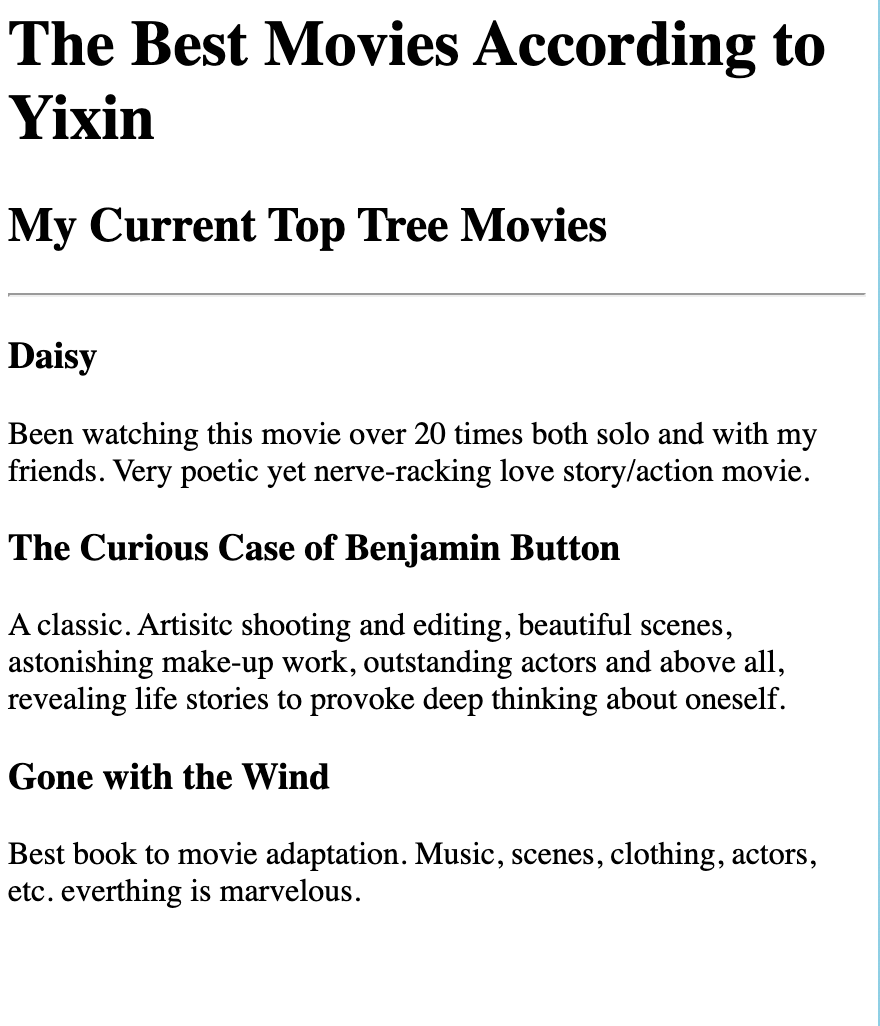 The Best Movies According to
Yixin
My Current Top Tree Movies
Daisy
Been watching this movie over 20 times both solo and with my
friends. Very poetic yet nerve-racking love story/action movie.
The Curious Case of Benjamin Button
A classic. Artisitc shooting and editing, beautiful scenes,
astonishing make-up work, outstanding actors and above all,
revealing life stories to provoke deep thinking about oneself.
Gone with the Wind
Best book to movie adaptation. Music, scenes, clothing, actors,
etc. everthing is marvelous.